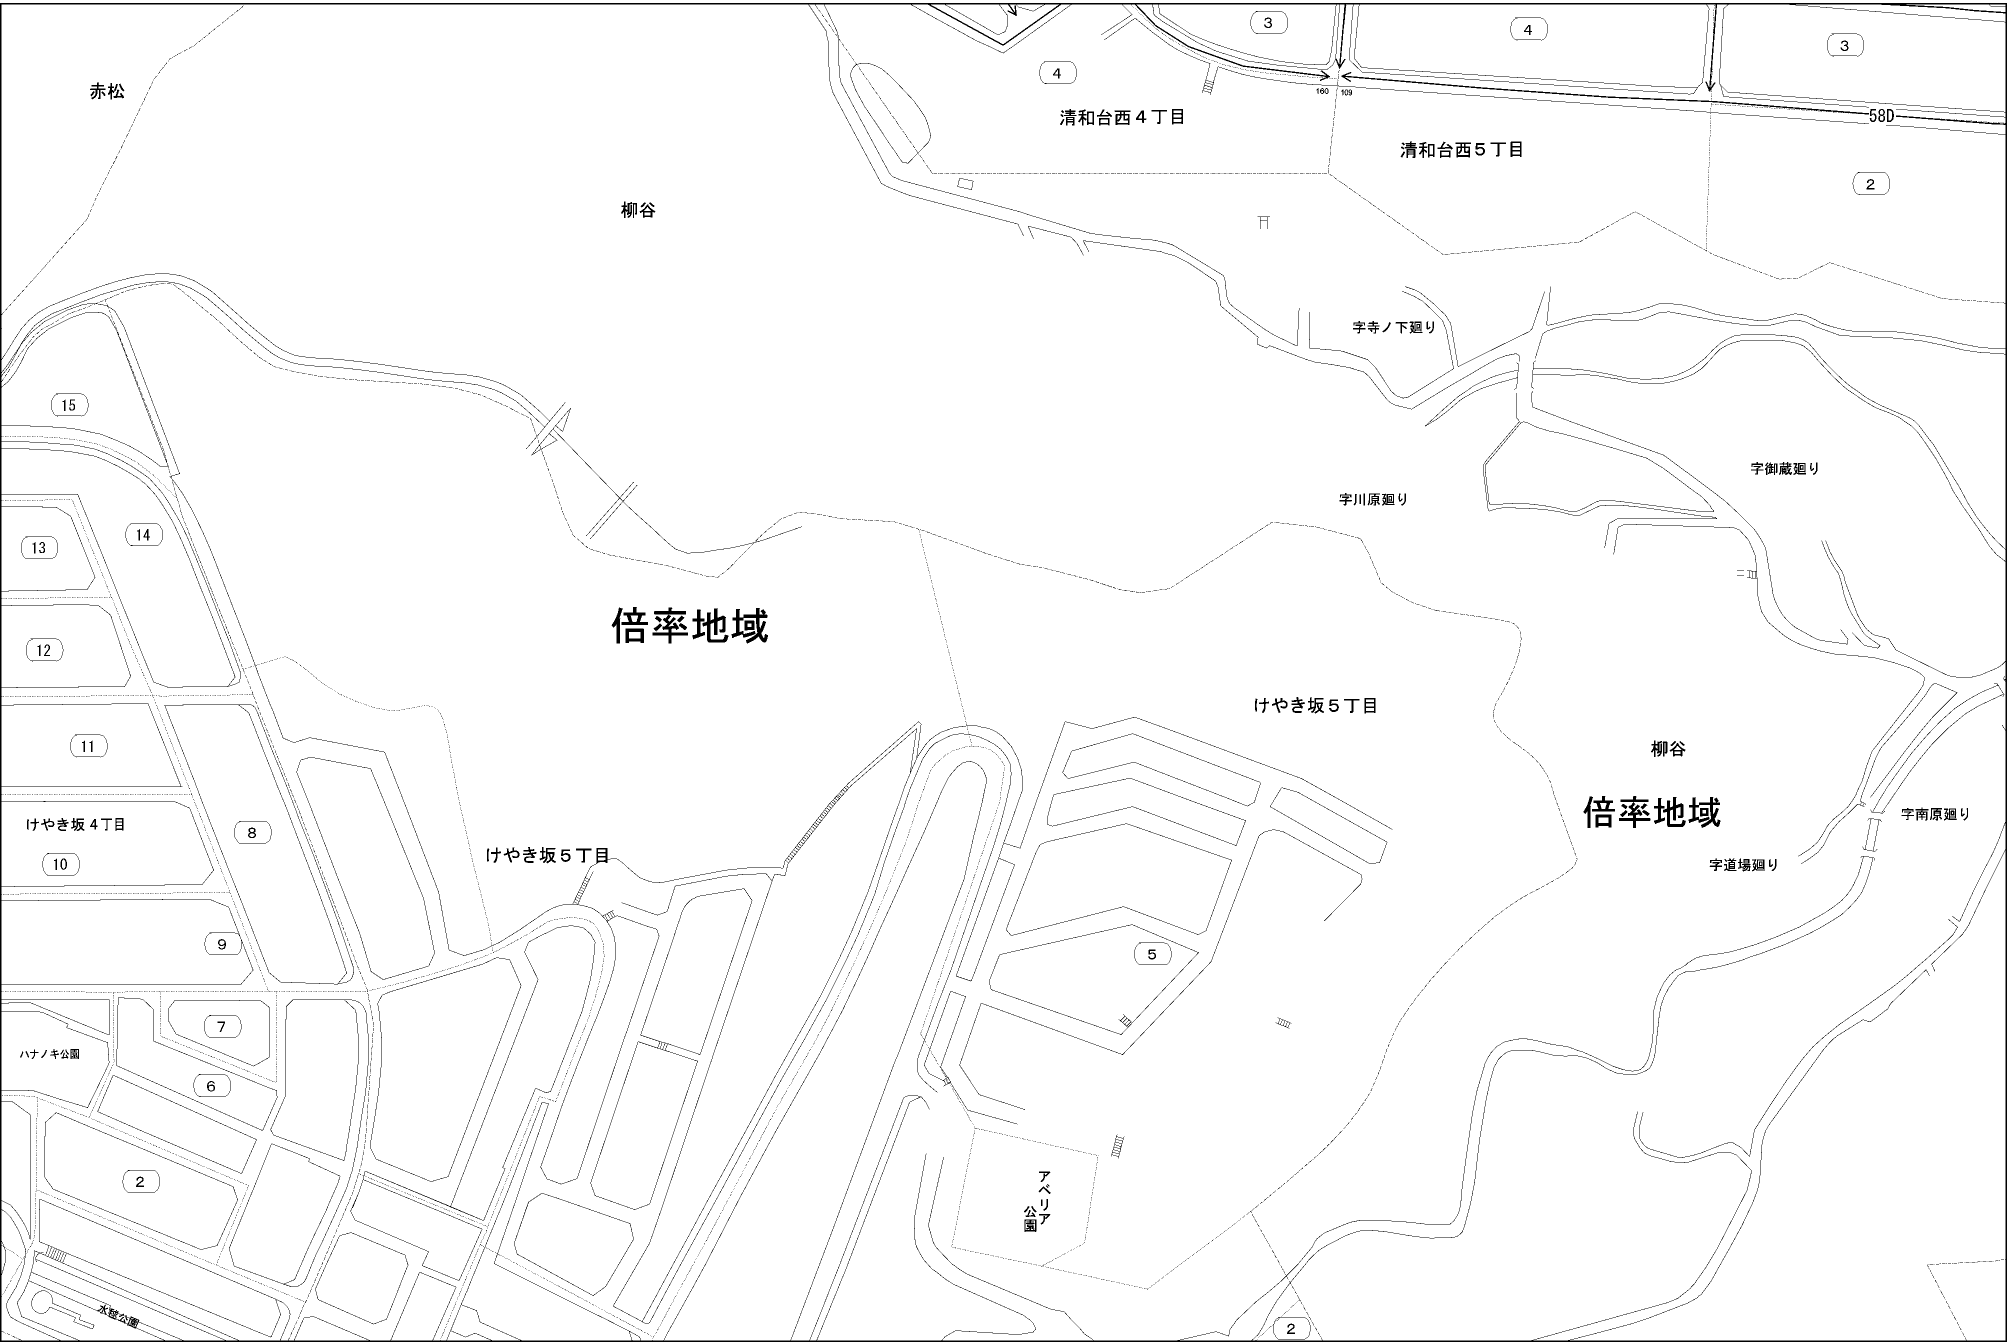 3
4
3
4
赤松
160
109
58D
清和台西４丁目
清和台西５丁目
2
柳谷
字寺ノ下廻り
15
字御蔵廻り
字川原廻り
14
13
倍率地域
12
けやき坂５丁目
11
柳谷
倍率地域
字南原廻り
けやき坂４丁目
8
けやき坂５丁目
10
字道場廻り
9
5
7
ハナノキ公園
6
2
アベリア
公園
水毬公園
2